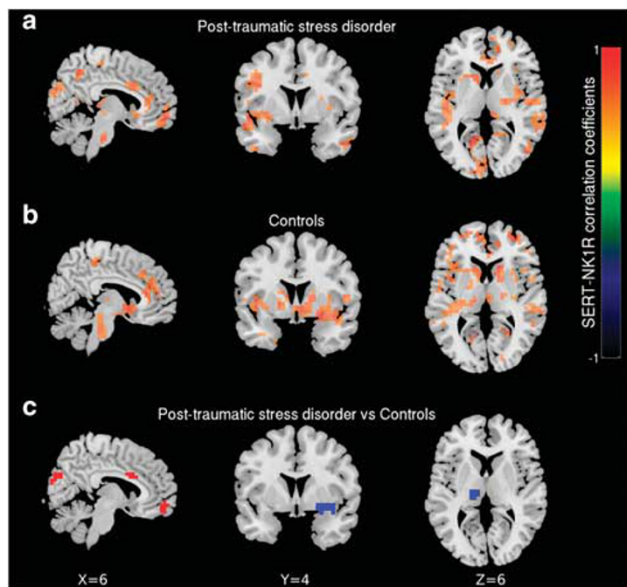 a
Post-traumatic stress disorder
b
Controls
c
Post-traumatic stress disorder vs Controls
X=6
Y=4
Z=6
1
SERT-NK1R correlation coefficients
-1